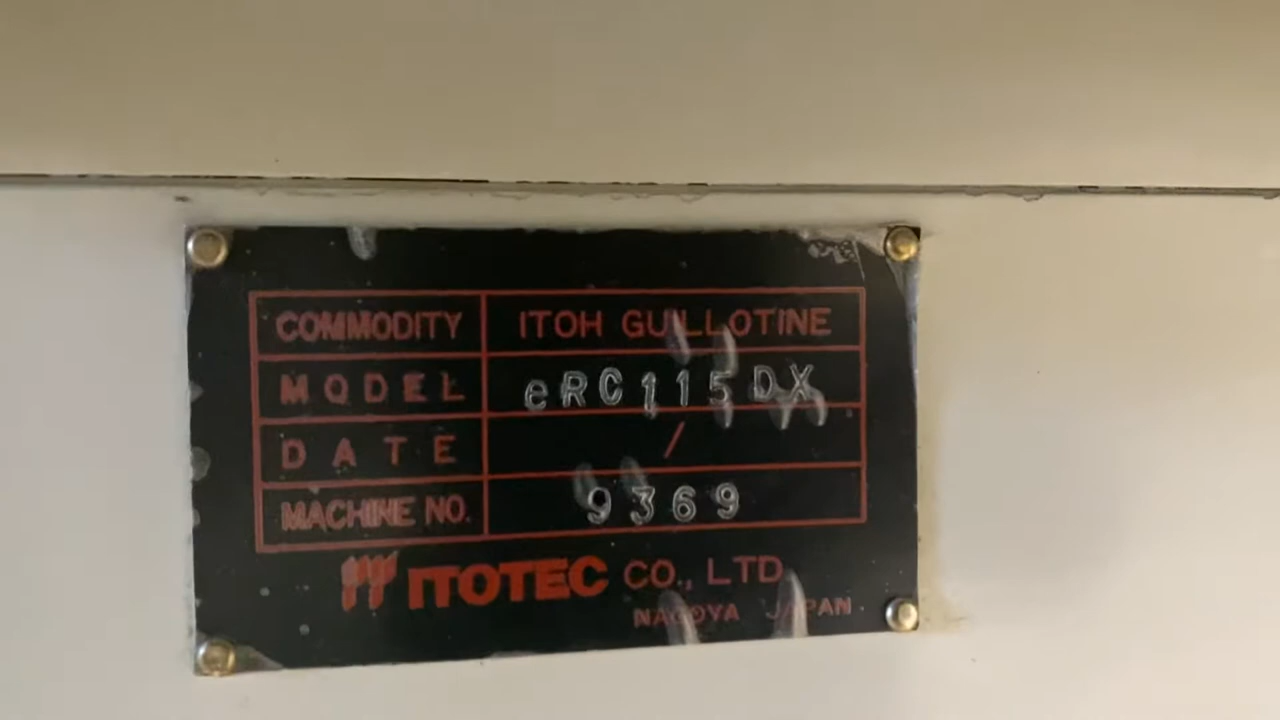 COMMODITY ITOH GUILLOTINE
MODEL eRC115DX
DATE /
MACHINE NO. 9369
ITOTEC CO., LTD.
NAGOYA JAPAN